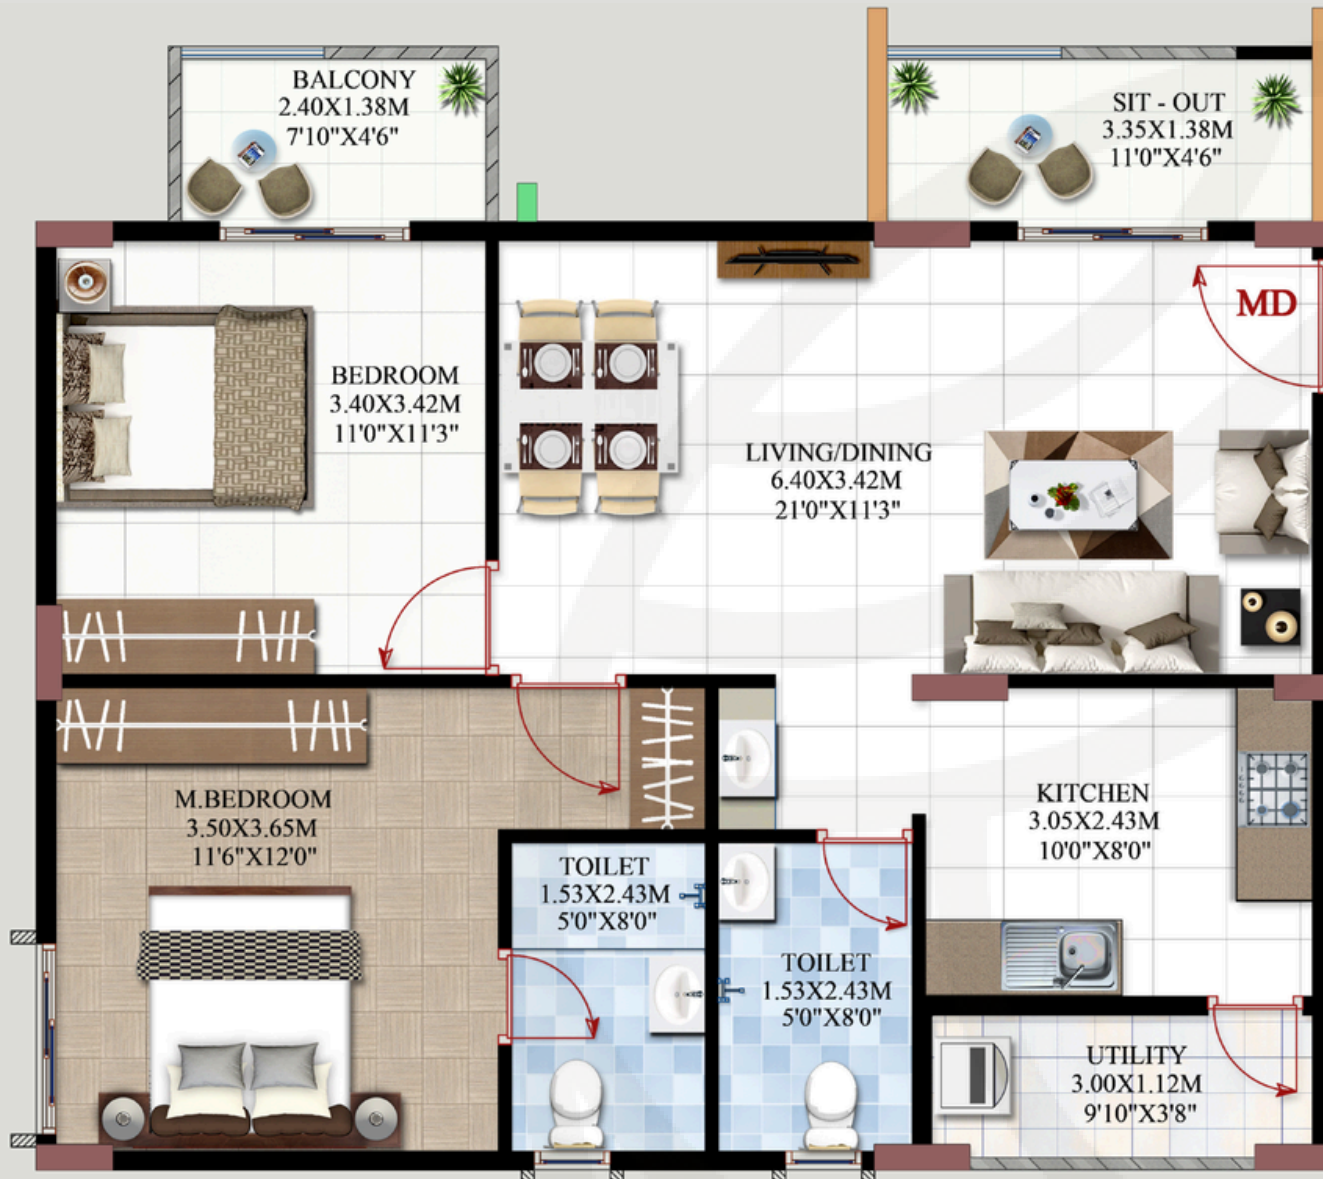 BALCONY
2.40X1.38M
7'10"X4'6"
SIT - OUT
3.35X1.38M
11'0"X4'6"
MD
BEDROOM
3.40X3.42M
11'0"X11'3"
LIVING/DINING
6.40X3.42M
21'0"X11'3"
M.BEDROOM
3.50X3.65M
11'6"X12'0"
KITCHEN
3.05X2.43M
10'0"X8'0"
TOILET
1.53X2.43M
5'0"X8'0"
TOILET
1.53X2.43M
5'0"X8'0"
UTILITY
3.00X1.12M
9'10"X3'8"